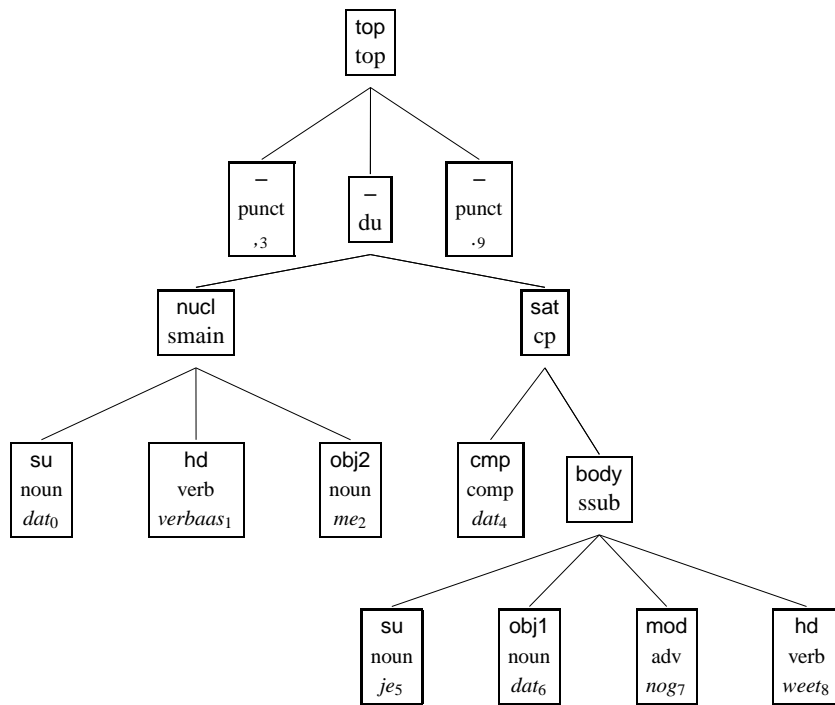 top
top
–
punct
,3
–
du
–
punct
.9
nucl
smain
sat
cp
su
noun
dat0
hd
verb
verbaas1
obj2
noun
me2
cmp
comp
dat4
body
ssub
su
noun
je5
obj1
noun
dat6
mod
adv
nog7
hd
verb
weet8